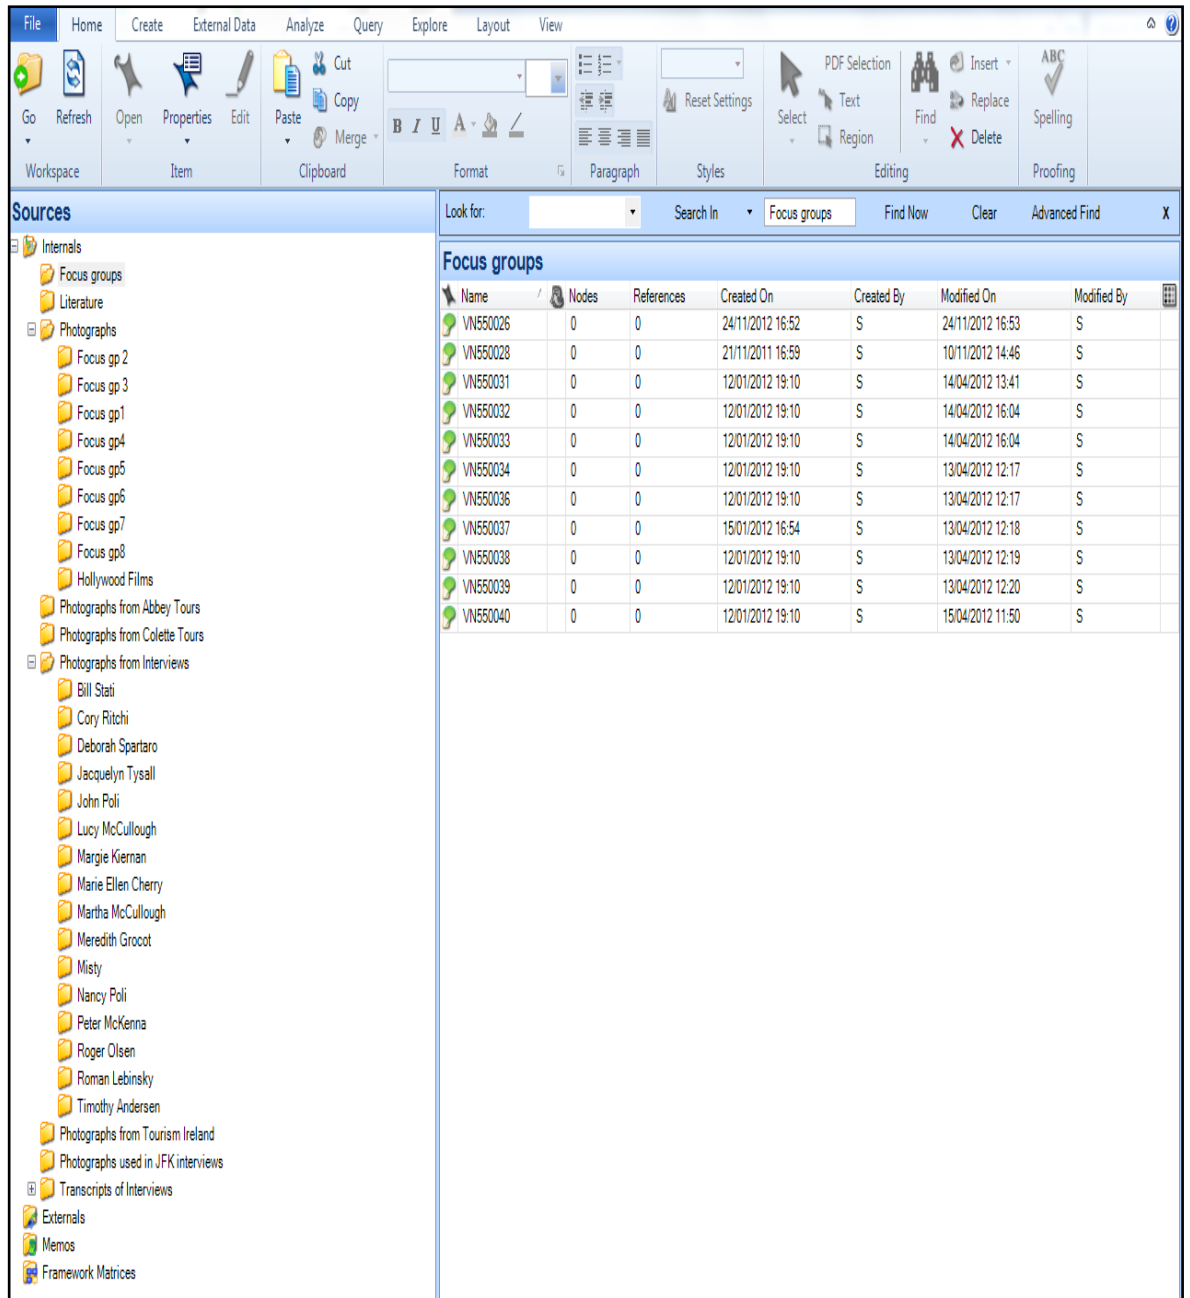 File Home Create External Data Analyze Query Explore Layout View
Cut
PDF Selection
Insert
ABC
Copy
Reset Settings
Text
Replace
Go Refresh Open Properties Edit Paste
Select
Find
Spelling
Merge
B I U A
Region
Delete
Workspace Item Clipboard Format Paragraph Styles Editing Proofing
Sources
Internals
Focus groups
Literature
Photographs
Focus gp 2
Focus gp 3
Focus gp1
Focus gp4
Focus gp5
Focus gp6
Focus gp7
Focus gp8
Hollywood Films
Photographs from Abbey Tours
Photographs from Colette Tours
Photographs from Interviews
Bill Stati
Cory Ritchi
Deborah Spartaro
Jacquelyn Tysall
John Poli
Lucy McCullough
Margie Kiernan
Marie Ellen Cherry
Martha McCullough
Meredith Grocot
Misty
Nancy Poli
Peter McKenna
Roger Olsen
Roman Lebinsky
Timothy Andersen
Photographs from Tourism Ireland
Photographs used in JFK interviews
Transcripts of Interviews
Externals
Memos
Framework Matrices
Look for: Search In Focus groups Find Now Clear Advanced Find X
Focus groups
Name Nodes References Created On Created By Modified On Modified By
VN550026 0 0 24/11/2012 16:52 S 24/11/2012 16:53 S
VN550028 0 0 21/11/2011 16:59 S 10/11/2012 14:46 S
VN550031 0 0 12/01/2012 19:10 S 14/04/2012 13:41 S
VN550032 0 0 12/01/2012 19:10 S 14/04/2012 16:04 S
VN550033 0 0 12/01/2012 19:10 S 14/04/2012 16:04 S
VN550034 0 0 12/01/2012 19:10 S 13/04/2012 12:17 S
VN550036 0 0 12/01/2012 19:10 S 13/04/2012 12:17 S
VN550037 0 0 15/01/2012 16:54 S 13/04/2012 12:18 S
VN550038 0 0 12/01/2012 19:10 S 13/04/2012 12:19 S
VN550039 0 0 12/01/2012 19:10 S 13/04/2012 12:20 S
VN550040 0 0 12/01/2012 19:10 S 15/04/2012 11:50 S